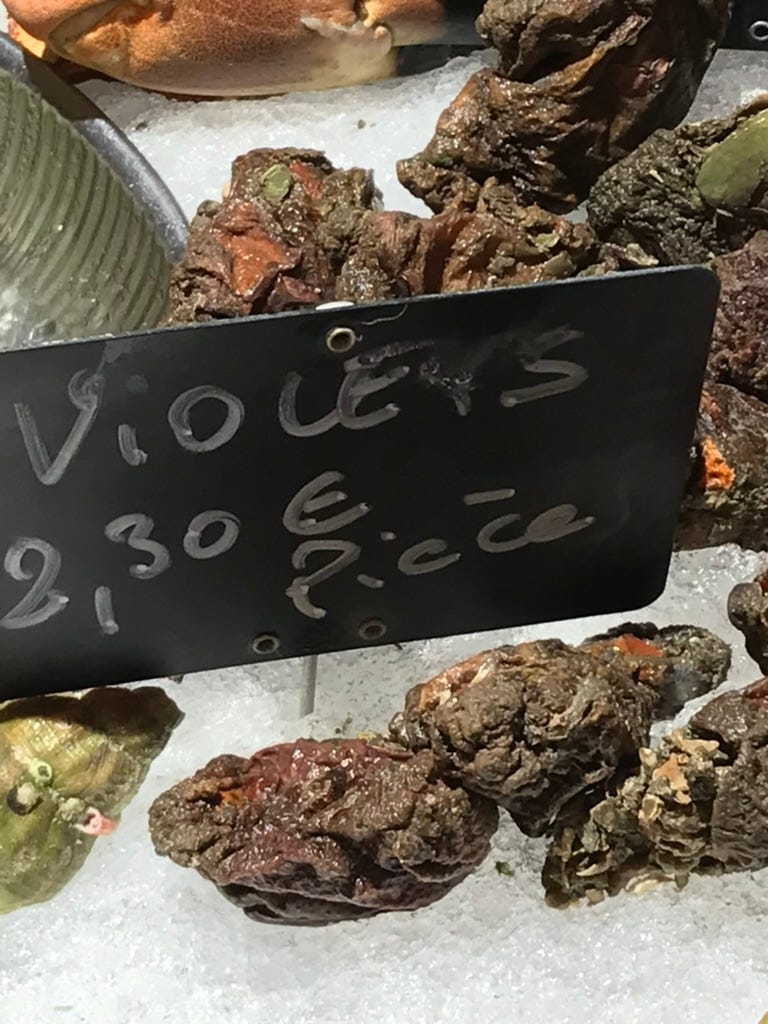 ViOLETS
2,30 € Pièce